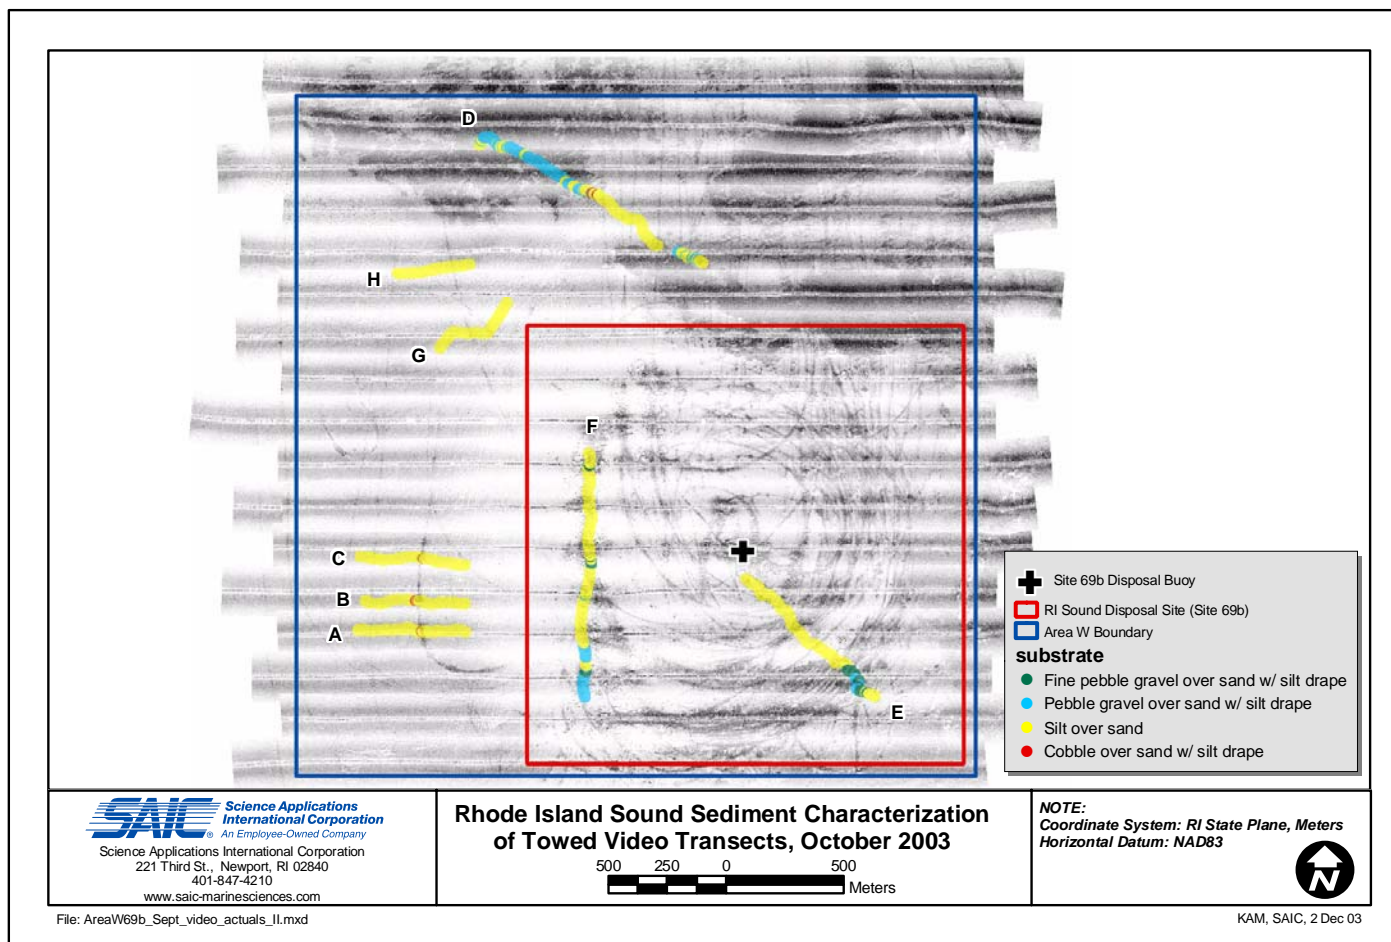 D
H
G
F
C
B
A
E
Site 69b Disposal Buoy
RI Sound Disposal Site (Site 69b)
Area W Boundary
substrate
Fine pebble gravel over sand w/ silt drape
Pebble gravel over sand w/ silt drape
Silt over sand
Cobble over sand w/ silt drape
SAIC®
Science Applications
International Corporation
An Employee-Owned Company
Science Applications International Corporation
221 Third St., Newport, RI 02840
401-847-4210
www.saic-marinesciences.com
Rhode Island Sound Sediment Characterization
of Towed Video Transects, October 2003
500 250 0 500
Meters
NOTE:
Coordinate System: RI State Plane, Meters
Horizontal Datum: NAD83
N
File: AreaW69b_Sept_video_actuals_II.mxd
KAM, SAIC, 2 Dec 03